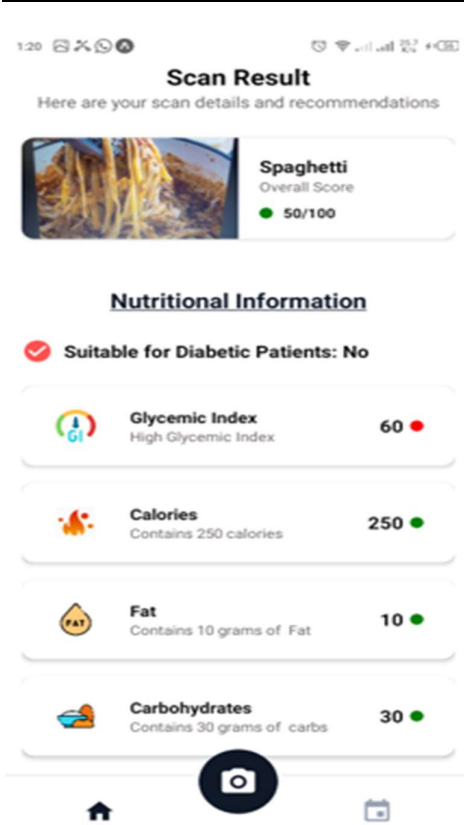 1:20
Scan Result
Here are your scan details and recommendations
Spaghetti
Overall Score
50/100
Nutritional Information
Suitable for Diabetic Patients: No
GI
Glycemic Index
High Glycemic Index
60
Calories
Contains 250 calories
250
FAT
Fat
Contains 10 grams of Fat
10
Carbohydrates
Contains 30 grams of carbs
30